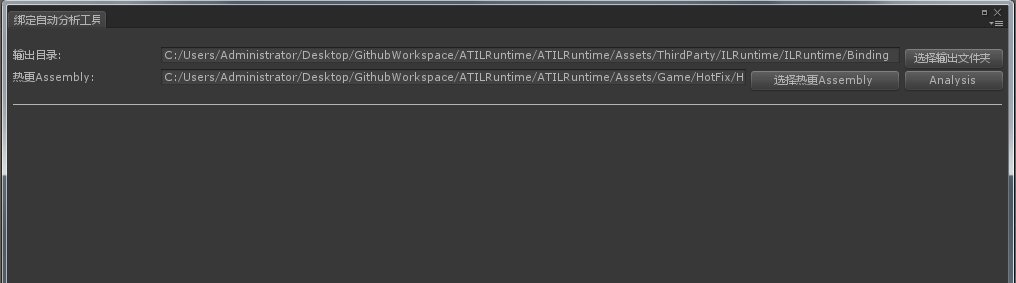 绑定自动分析工具
输出目录: C:/Users/Administrator/Desktop/GithubWorkspace/ATILRuntime/ATILRuntime/Assets/ThirdParty/ILRuntime/ILRuntime/Binding 选择输出文件夹
热更Assembly: C:/Users/Administrator/Desktop/GithubWorkspace/ATILRuntime/ATILRuntime/Assets/Game/HotFix/H 选择热更Assembly Analysis